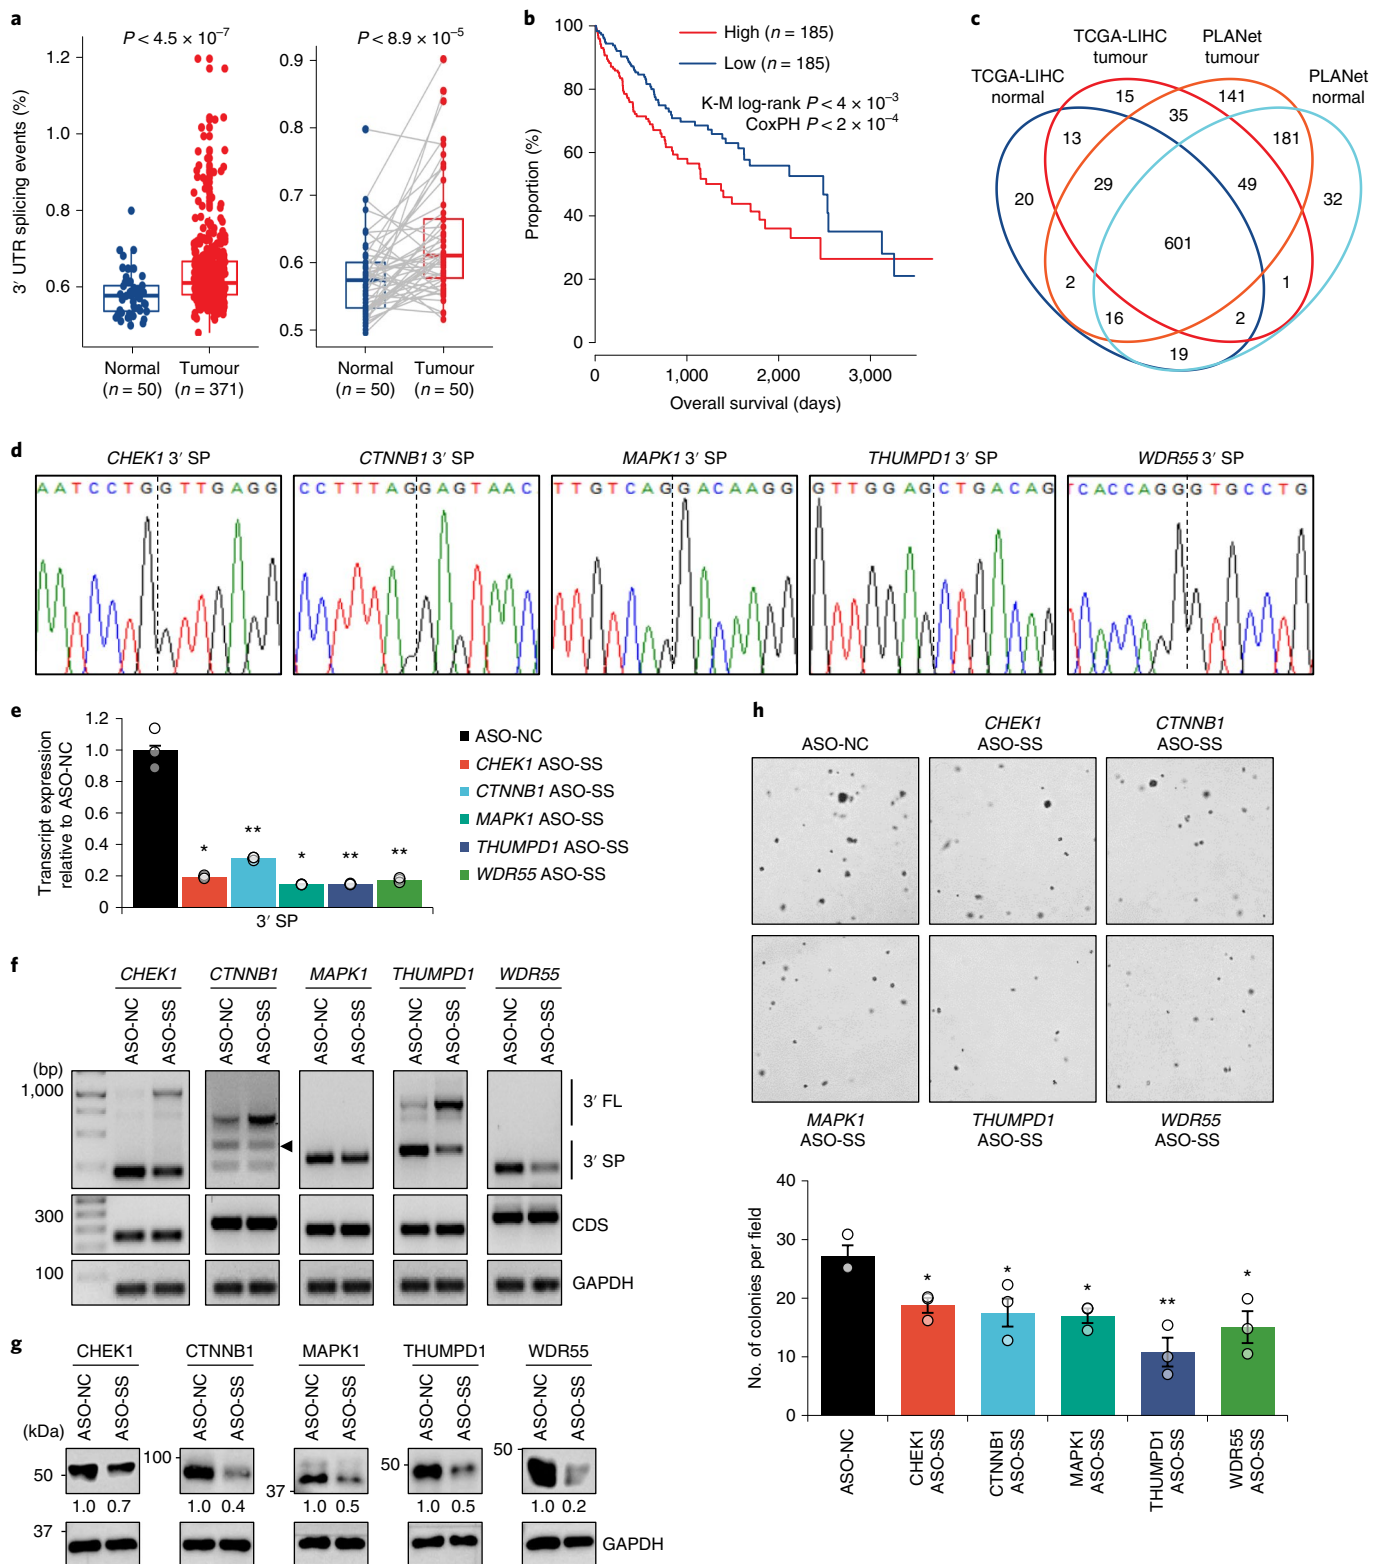 a
P < 4.5 × 10⁻⁷
P < 8.9 × 10⁻⁵
3′ UTR splicing events (%)
1.2
1.0
0.8
0.6
Normal
(n = 50)
Tumour
(n = 371)
0.9
0.8
0.7
0.6
0.5
Normal
(n = 50)
Tumour
(n = 50)
b
High (n = 185)
Low (n = 185)
K-M log-rank P < 4 × 10⁻³
CoxPH P < 2 × 10⁻⁴
Proportion (%)
100
80
60
40
20
0
0
1,000
2,000
3,000
Overall survival (days)
c
TCGA-LIHC
normal
TCGA-LIHC
tumour
PLANet
tumour
PLANet
normal
15
141
35
13
181
29
49
20
32
601
2
1
16
2
19
d
CHEK1 3′ SP
CTNNB1 3′ SP
MAPK1 3′ SP
THUMPD1 3′ SP
WDR55 3′ SP
AATCCTGGTTGAGG
CCTTTAGGAGTAAC
TTGTCAGGACAAGG
GTTGGAGCTGACAG
TCACCAGGGTGCCTG
e
Transcript expression
relative to ASO-NC
1.2
1.0
0.8
0.6
0.4
0.2
0
*
**
*
**
**
3′ SP
ASO-NC
CHEK1 ASO-SS
CTNNB1 ASO-SS
MAPK1 ASO-SS
THUMPD1 ASO-SS
WDR55 ASO-SS
f
CHEK1
CTNNB1
MAPK1
THUMPD1
WDR55
ASO-NC
ASO-SS
ASO-NC
ASO-SS
ASO-NC
ASO-SS
ASO-NC
ASO-SS
ASO-NC
ASO-SS
(bp)
1,000
300
100
3′ FL
3′ SP
CDS
GAPDH
g
CHEK1
CTNNB1
MAPK1
THUMPD1
WDR55
ASO-NC
ASO-SS
ASO-NC
ASO-SS
ASO-NC
ASO-SS
ASO-NC
ASO-SS
ASO-NC
ASO-SS
(kDa)
50
100
37
50
50
1.0 0.7
1.0 0.4
1.0 0.5
1.0 0.5
1.0 0.2
37
GAPDH
h
ASO-NC
CHEK1
ASO-SS
CTNNB1
ASO-SS
MAPK1
ASO-SS
THUMPD1
ASO-SS
WDR55
ASO-SS
No. of colonies per field
40
30
20
10
0
*
*
*
**
*
ASO-NC
CHEK1
ASO-SS
CTNNB1
ASO-SS
MAPK1
ASO-SS
THUMPD1
ASO-SS
WDR55
ASO-SS